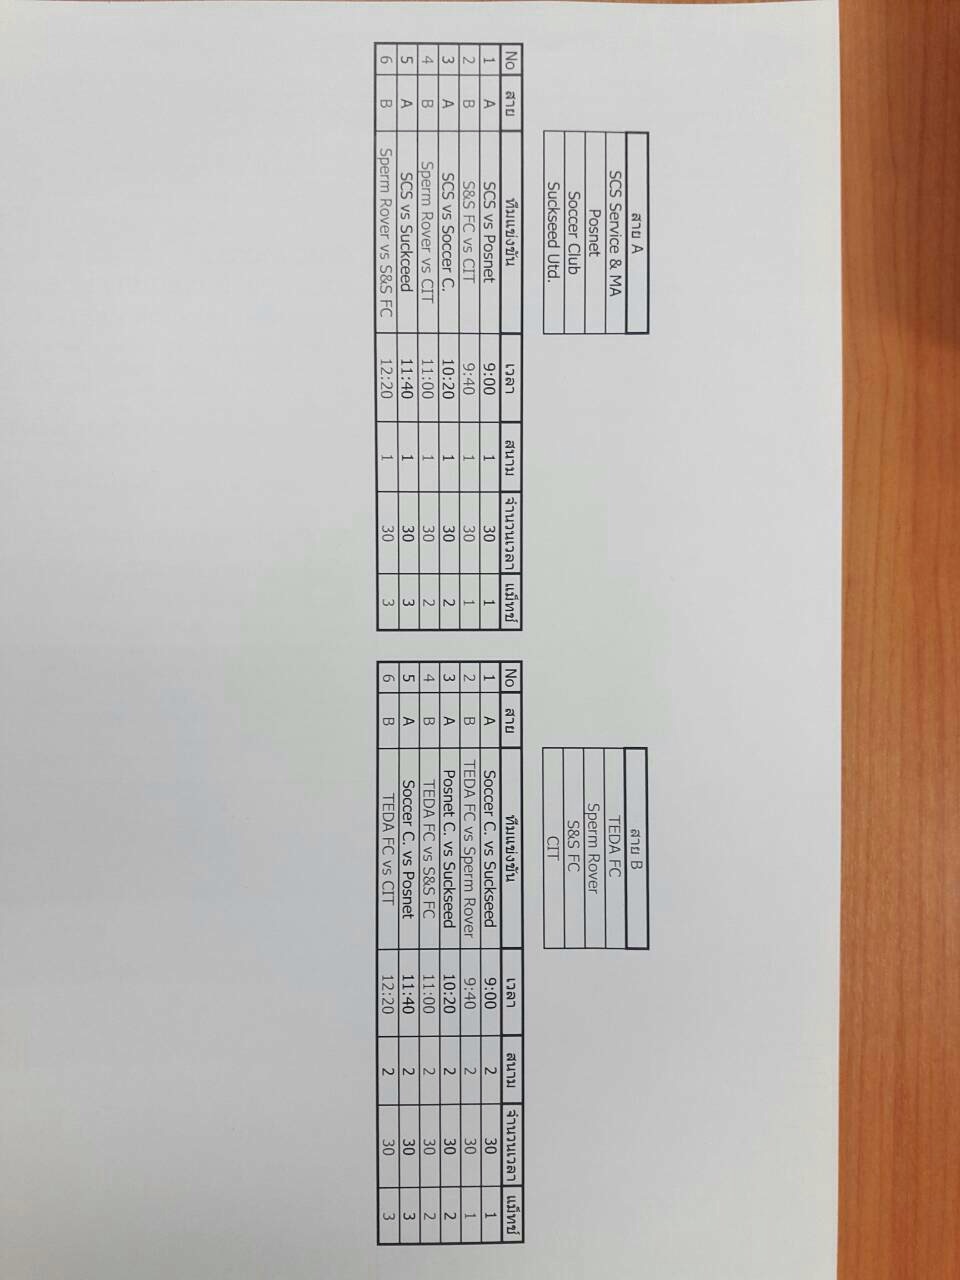 สาย A
SCS Service & MA
Posnet
Soccer Club
Suckseed Utd.
สาย B
TEDA FC
Sperm Rover
S&S FC
CIT
No สาย ทีมแข่งขัน เวลา สนาม จำนวนเวลา แม็ทช์
1 A SCS vs Posnet 9:00 1 30 1
2 B S&S FC vs CIT 9:40 1 30 1
3 A SCS vs Soccer C. 10:20 1 30 2
4 B Sperm Rover vs CIT 11:00 1 30 2
5 A SCS vs Suckceed 11:40 1 30 3
6 B Sperm Rover vs S&S FC 12:20 1 30 3
No สาย ทีมแข่งขัน เวลา สนาม จำนวนเวลา แม็ทช์
1 A Soccer C. vs Suckseed 9:00 2 30 1
2 B TEDA FC vs Sperm Rover 9:40 2 30 1
3 A Posnet C. vs Suckseed 10:20 2 30 2
4 B TEDA FC vs S&S FC 11:00 2 30 2
5 A Soccer C. vs Posnet 11:40 2 30 3
6 B TEDA FC vs CIT 12:20 2 30 3